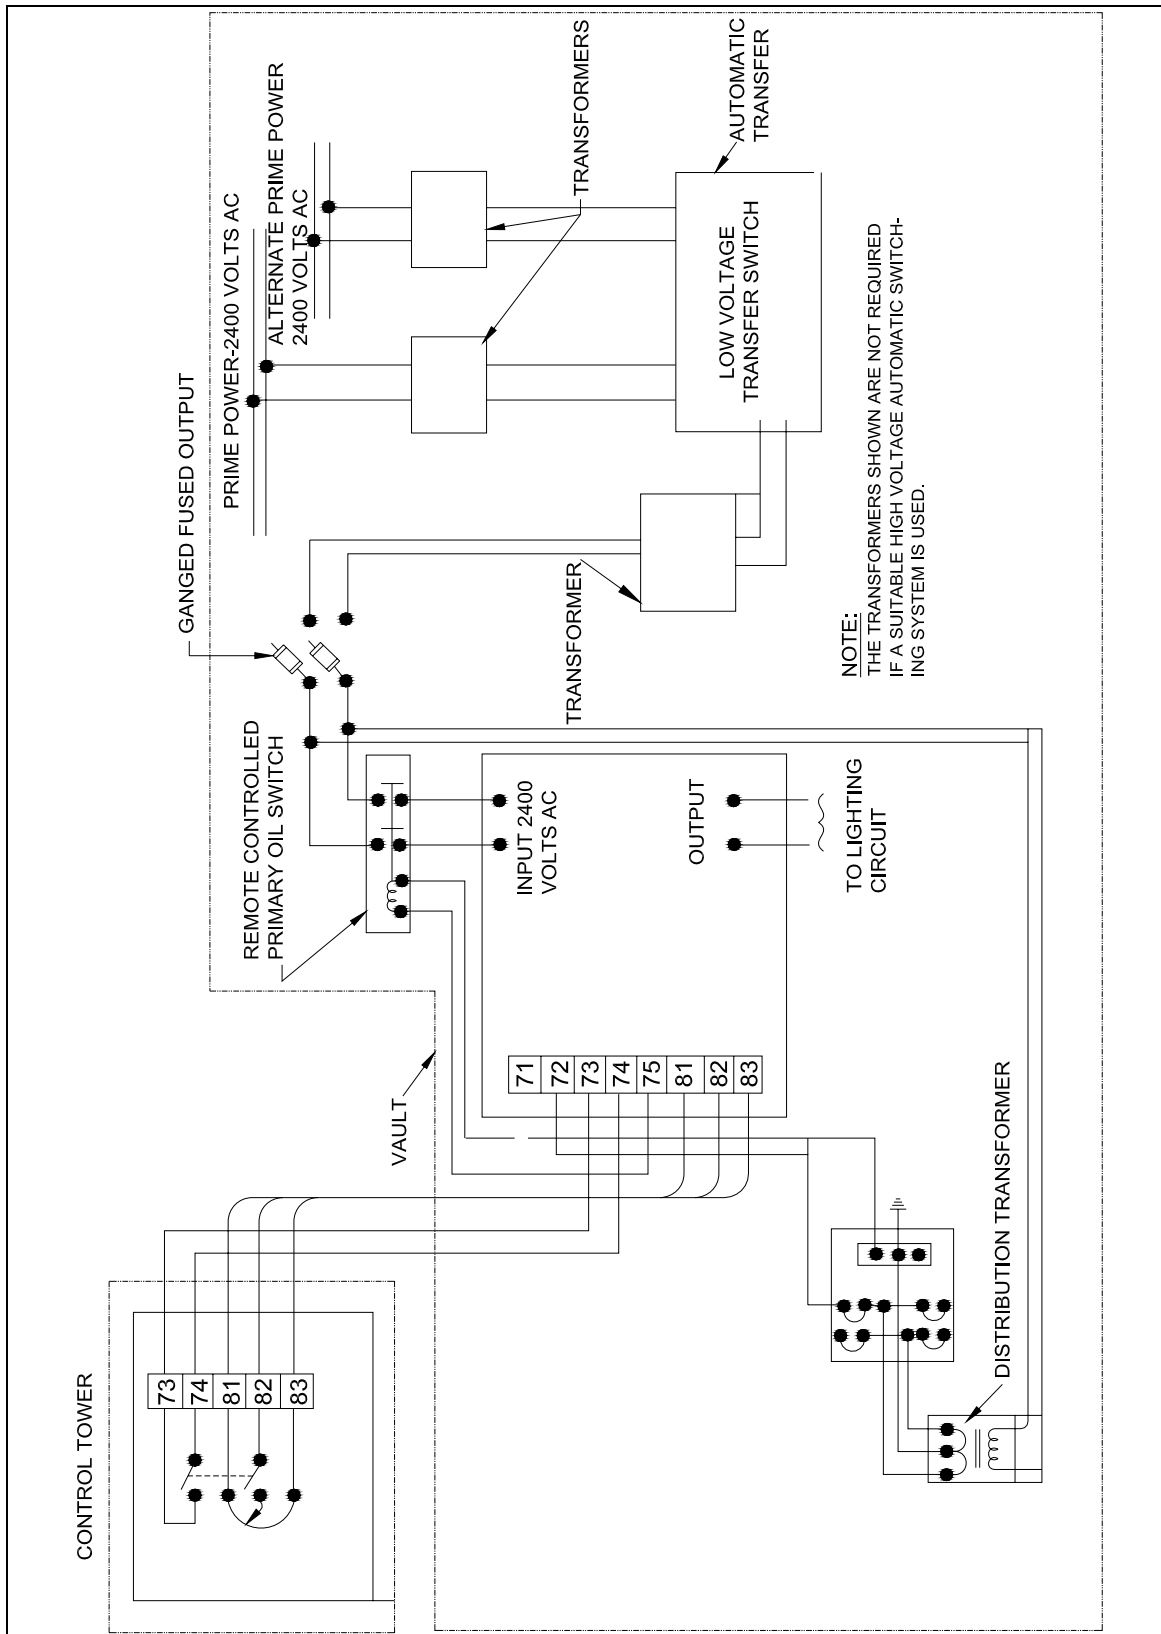 CONTROL TOWER
73
74
81
82
83
VAULT
REMOTE CONTROLLED
PRIMARY OIL SWITCH
GANGED FUSED OUTPUT
PRIME POWER-2400 VOLTS AC
ALTERNATE PRIME POWER
2400 VOLTS AC
TRANSFORMERS
AUTOMATIC
TRANSFER
LOW VOLTAGE
TRANSFER SWITCH
TRANSFORMER
INPUT 2400
VOLTS AC
OUTPUT
TO LIGHTING
CIRCUIT
71
72
73
74
75
81
82
83
DISTRIBUTION TRANSFORMER
NOTE:
THE TRANSFORMERS SHOWN ARE NOT REQUIRED
IF A SUITABLE HIGH VOLTAGE AUTOMATIC SWITCH-
ING SYSTEM IS USED.